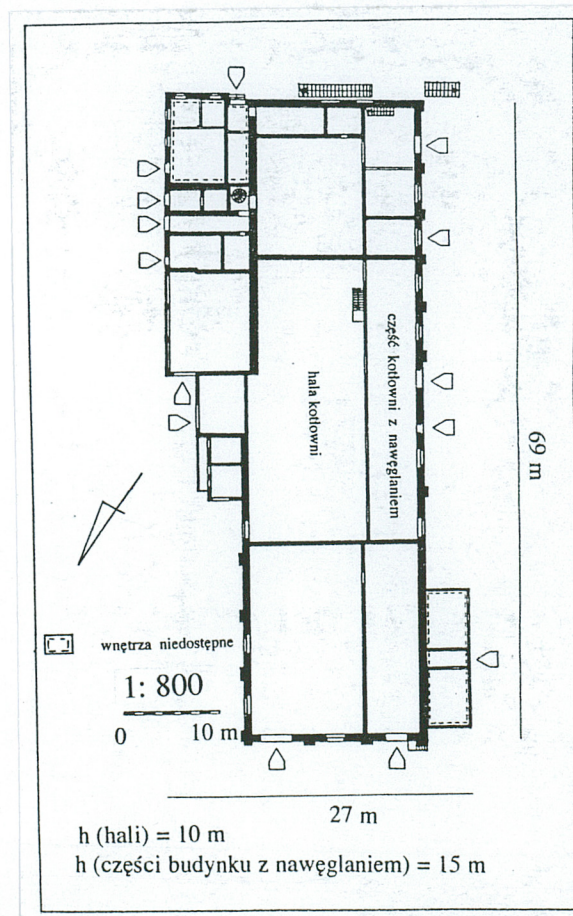 część kotłowni z nawęglaniem
hala kotłowni
69 m
wnętrza niedostępne
1: 800
0 10 m
27 m
h (hali) = 10 m
h (części budynku z nawęglaniem) = 15 m